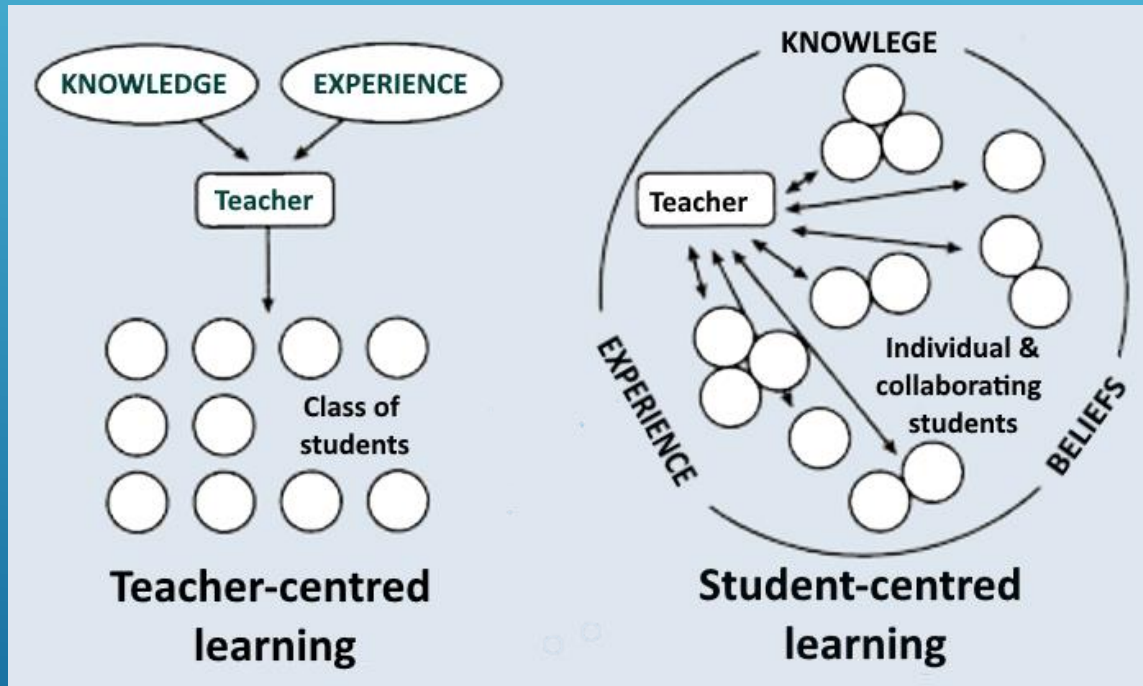 KNOWLEDGE
EXPERIENCE
Teacher
Class of
students
Teacher-centred
learning
KNOWLEGE
Teacher
Individual &
collaborating
students
EXPERIENCE
BELIEFS
Student-centred
learning